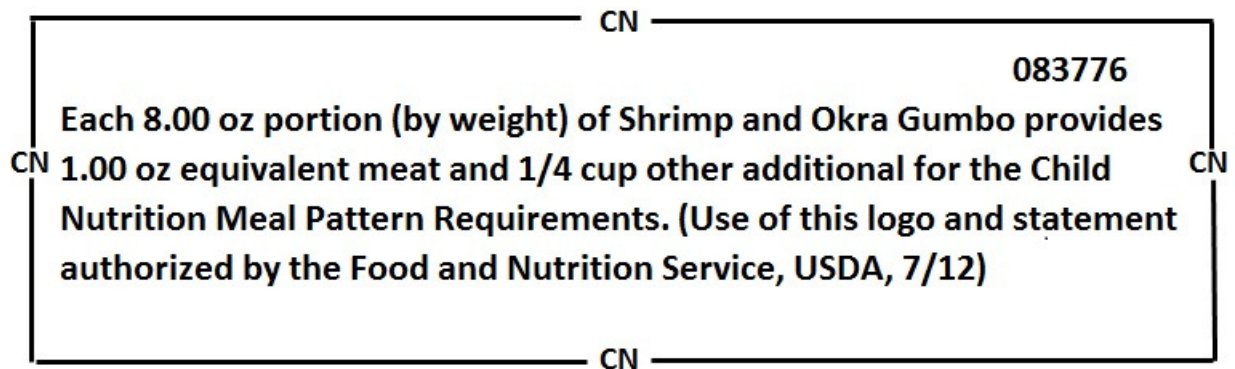 CN
083776
Each 8.00 oz portion (by weight) of Shrimp and Okra Gumbo provides
CN 1.00 oz equivalent meat and 1/4 cup other additional for the Child CN
Nutrition Meal Pattern Requirements. (Use of this logo and statement
authorized by the Food and Nutrition Service, USDA, 7/12)
CN